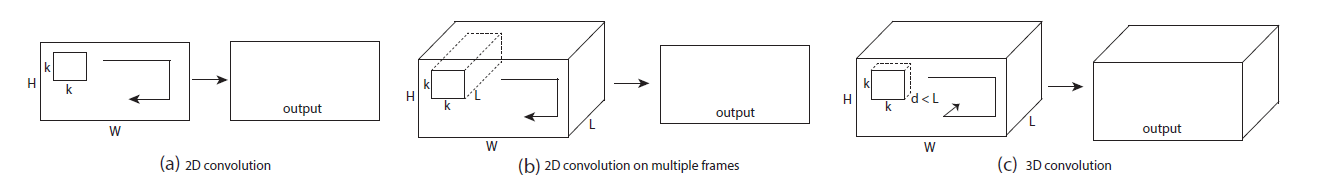 k
k
H
W
output
(a) 2D convolution
k
k
L
H
W
L
output
(b) 2D convolution on multiple frames
k
k
d < L
H
W
L
output
(c) 3D convolution